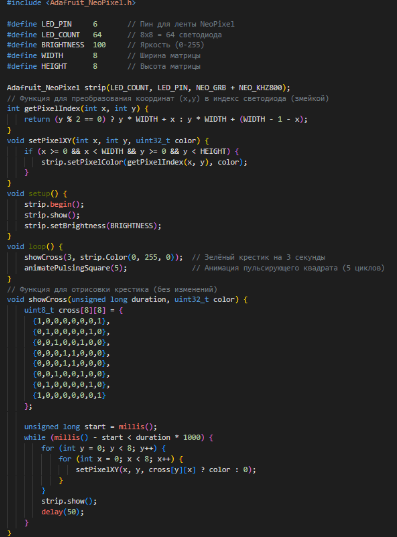 #include <Adafruit_NeoPixel.h>
#define LED_PIN 6 // Пин для ленты NeoPixel
#define LED_COUNT 64 // 8x8 = 64 светодиода
#define BRIGHTNESS 100 // Яркость (0-255)
#define WIDTH 8 // Ширина матрицы
#define HEIGHT 8 // Высота матрицы
Adafruit_NeoPixel strip(LED_COUNT, LED_PIN, NEO_GRB + NEO_KHZ800);
// Функция для преобразования координат (x,y) в индекс светодиода (змейкой)
int getPixelIndex(int x, int y) {
return (y % 2 == 0) ? y * WIDTH + x : y * WIDTH + (WIDTH - 1 - x);
}
void setPixelXY(int x, int y, uint32_t color) {
if (x >= 0 && x < WIDTH && y >= 0 && y < HEIGHT) {
strip.setPixelColor(getPixelIndex(x, y), color);
}
}
void setup() {
strip.begin();
strip.show();
strip.setBrightness(BRIGHTNESS);
}
void loop() {
showCross(3, strip.Color(0, 255, 0)); // Зелёный крестик на 3 секунды
animatePulsingSquare(5); // Анимация пульсирующего квадрата (5 циклов)
}
// Функция для отрисовки крестика (без изменений)
void showCross(unsigned long duration, uint32_t color) {
uint8_t cross[8][8] = {
{1,0,0,0,0,0,0,1},
{0,1,0,0,0,0,1,0},
{0,0,1,0,0,1,0,0},
{0,0,0,1,1,0,0,0},
{0,0,0,1,1,0,0,0},
{0,0,1,0,0,1,0,0},
{0,1,0,0,0,0,1,0},
{1,0,0,0,0,0,0,1}
};
unsigned long start = millis();
while (millis() - start < duration * 1000) {
for (int y = 0; y < 8; y++) {
for (int x = 0; x < 8; x++) {
setPixelXY(x, y, cross[y][x] ? color : 0);
}
}
strip.show();
delay(50);
}
}